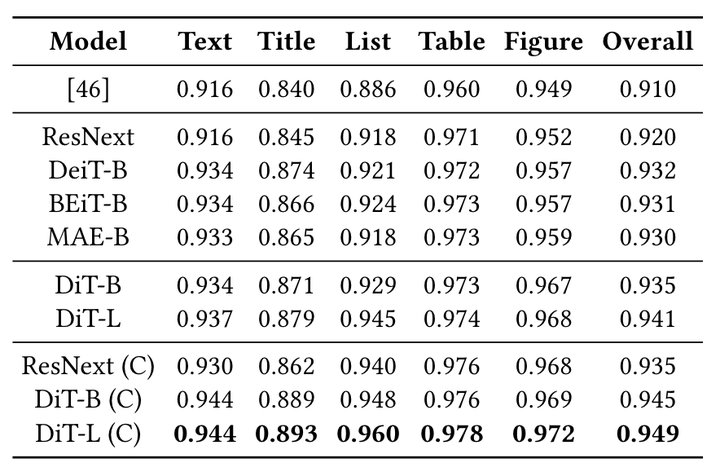 Model Text Title List Table Figure Overall
[46] 0.916 0.840 0.886 0.960 0.949 0.910
ResNext 0.916 0.845 0.918 0.971 0.952 0.920
DeiT-B 0.934 0.874 0.921 0.972 0.957 0.932
BEiT-B 0.934 0.866 0.924 0.973 0.957 0.931
MAE-B 0.933 0.865 0.918 0.973 0.959 0.930
DiT-B 0.934 0.871 0.929 0.973 0.967 0.935
DiT-L 0.937 0.879 0.945 0.974 0.968 0.941
ResNext (C) 0.930 0.862 0.940 0.976 0.968 0.935
DiT-B (C) 0.944 0.889 0.948 0.976 0.969 0.945
DiT-L (C) 0.944 0.893 0.960 0.978 0.972 0.949